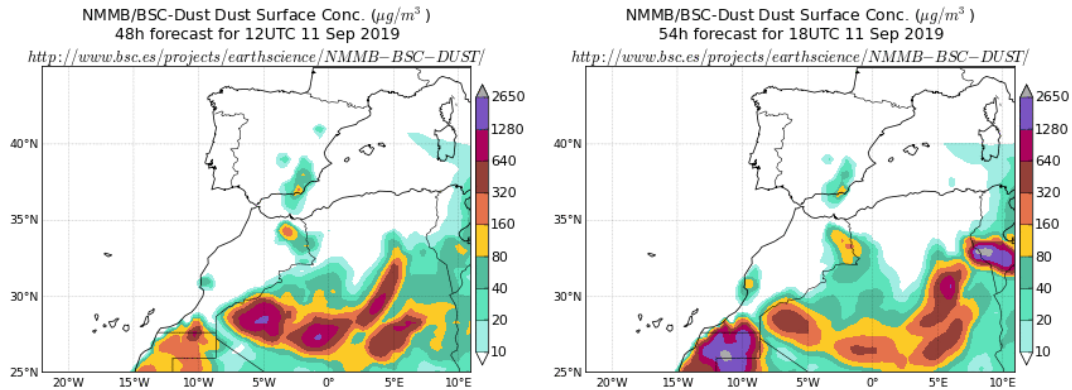 NMMB/BSC-Dust Dust Surface Conc. (μg/m³ )
48h forecast for 12UTC 11 Sep 2019
http://www.bsc.es/projects/earthscience/NMMB−BSC−DUST/
40°N
35°N
30°N
25°N
20°W
15°W
10°W
5°W
0°
5°E
10°E
2650
1280
640
320
160
80
40
20
10
NMMB/BSC-Dust Dust Surface Conc. (μg/m³ )
54h forecast for 18UTC 11 Sep 2019
http://www.bsc.es/projects/earthscience/NMMB−BSC−DUST/
40°N
35°N
30°N
25°N
20°W
15°W
10°W
5°W
0°
5°E
10°E
2650
1280
640
320
160
80
40
20
10